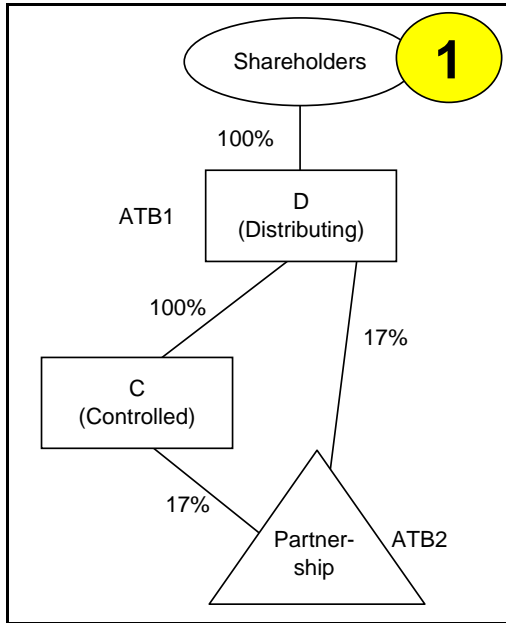 Shareholders
1
100%
ATB1
D
(Distributing)
100%
17%
C
(Controlled)
17%
Partner-
ship
ATB2